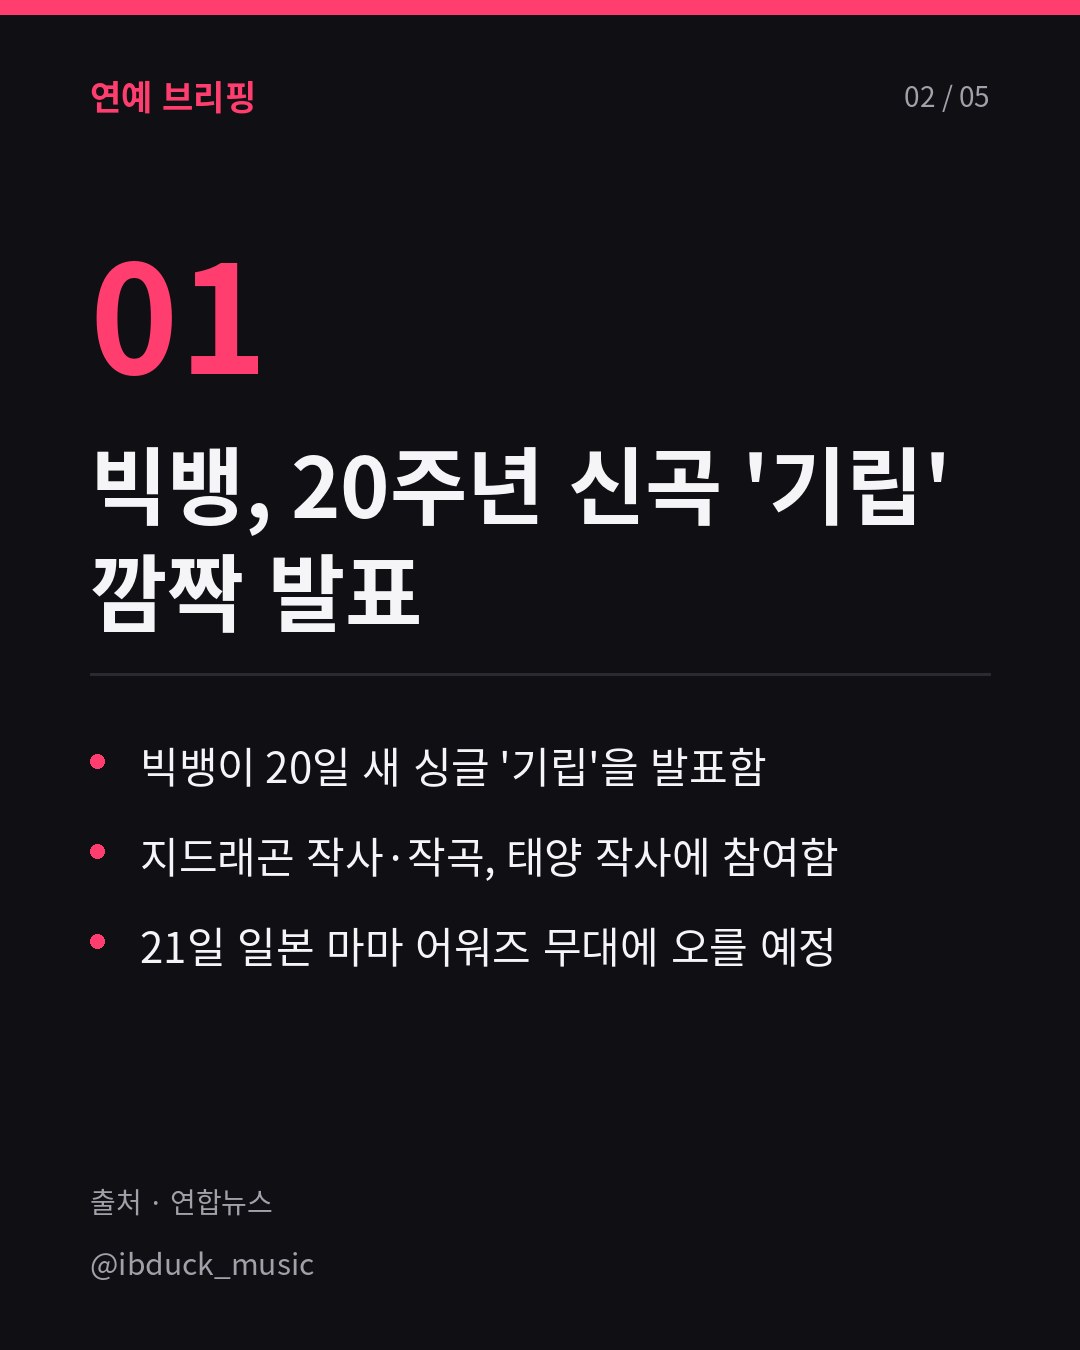 연예 브리핑
02 / 05
01
빅뱅, 20주년 신곡 '기립'
깜짝 발표
빅뱅이 20일 새 싱글 '기립'을 발표함
지드래곤 작사·작곡, 태양 작사에 참여함
21일 일본 마마 어워즈 무대에 오를 예정
출처 · 연합뉴스
@ibduck_music